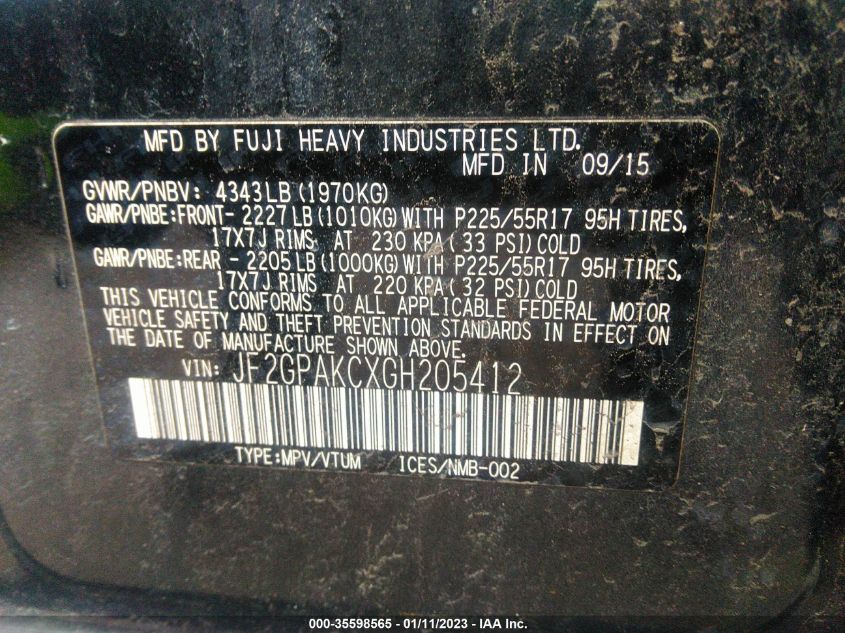 MFD BY FUJI HEAVY INDUSTRIES LTD.
MFD IN 09/15
GVWR/PNBV: 4343LB (1970KG)
GAWR/PNBE:FRONT- 2227 LB (1010KG) WITH P225/55R17 95H TIRES,
17X7J RIMS AT 230 KPA ( 33 PSI) COLD
GAWR/PNBE:REAR - 2205 LB (1000KG) WITH P225/55R17 95H TIRES,
17X7J RIMS AT 220 KPA ( 32 PSI) COLD
THIS VEHICLE CONFORMS TO ALL APPLICABLE FEDERAL MOTOR
VEHICLE SAFETY AND THEFT PREVENTION STANDARDS IN EFFECT ON
THE DATE OF MANUFACTURE SHOWN ABOVE.
VIN: JF2GPAKCXGH205412
TYPE:MPV/VTUM ICES/NMB-002
000-35598565 - 01/11/2023 - IAA Inc.